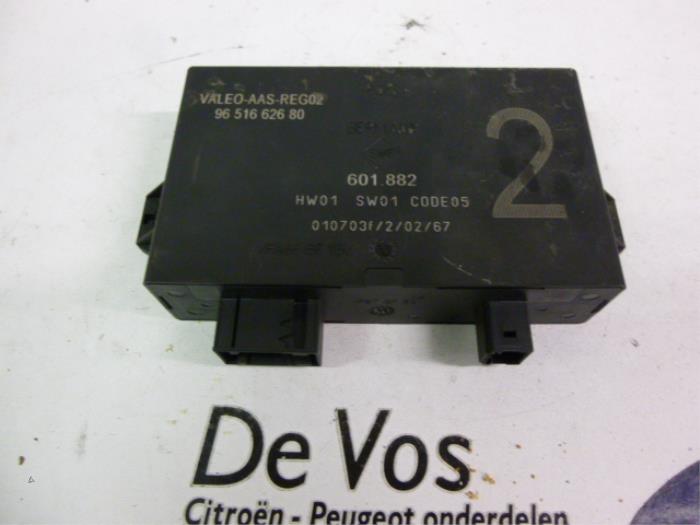 VALEO-AAS-REG02
96 516 626 80
2
601.882
HW01 SW01 CODE05
010703f/2/02/67
De Vos
Citroën - Peugeot onderdelen